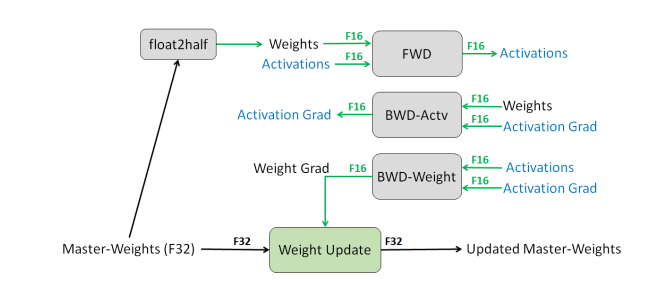 float2half
Weights
F16
Activations
F16
FWD
F16
Activations
Activation Grad
F16
BWD-Actv
F16
Weights
F16
Activation Grad
Weight Grad
F16
BWD-Weight
F16
Activations
F16
Activation Grad
Master-Weights (F32)
F32
Weight Update
F32
Updated Master-Weights